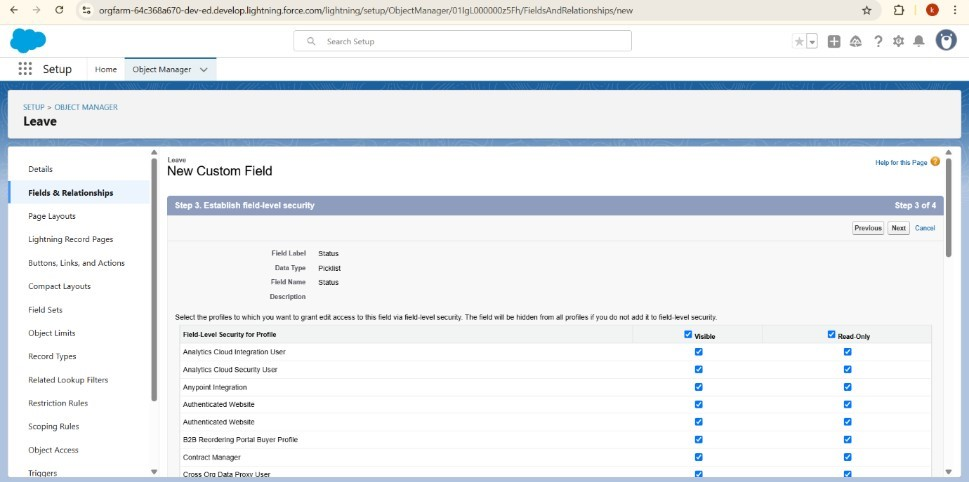 orgfarm-64c368a670-dev-ed.develop.lightning.force.com/lightning/setup/ObjectManager/01IgL000000z5Fh/FieldsAndRelationships/new
k
Search Setup
Setup
Home
Object Manager
SETUP > OBJECT MANAGER
Leave
Details
Fields & Relationships
Page Layouts
Lightning Record Pages
Buttons, Links, and Actions
Compact Layouts
Field Sets
Object Limits
Record Types
Related Lookup Filters
Restriction Rules
Scoping Rules
Object Access
Triggers
Leave
New Custom Field
Help for this Page
Step 3. Establish field-level security
Step 3 of 4
Previous
Next
Cancel
Field Label Status
Data Type Picklist
Field Name Status
Description
Select the profiles to which you want to grant edit access to this field via field-level security. The field will be hidden from all profiles if you do not add it to field-level security.
Field-Level Security for Profile Visible Read-Only
Analytics Cloud Integration User
Analytics Cloud Security User
Anypoint Integration
Authenticated Website
Authenticated Website
B2B Reordering Portal Buyer Profile
Contract Manager
Cross Org Data Proxy User